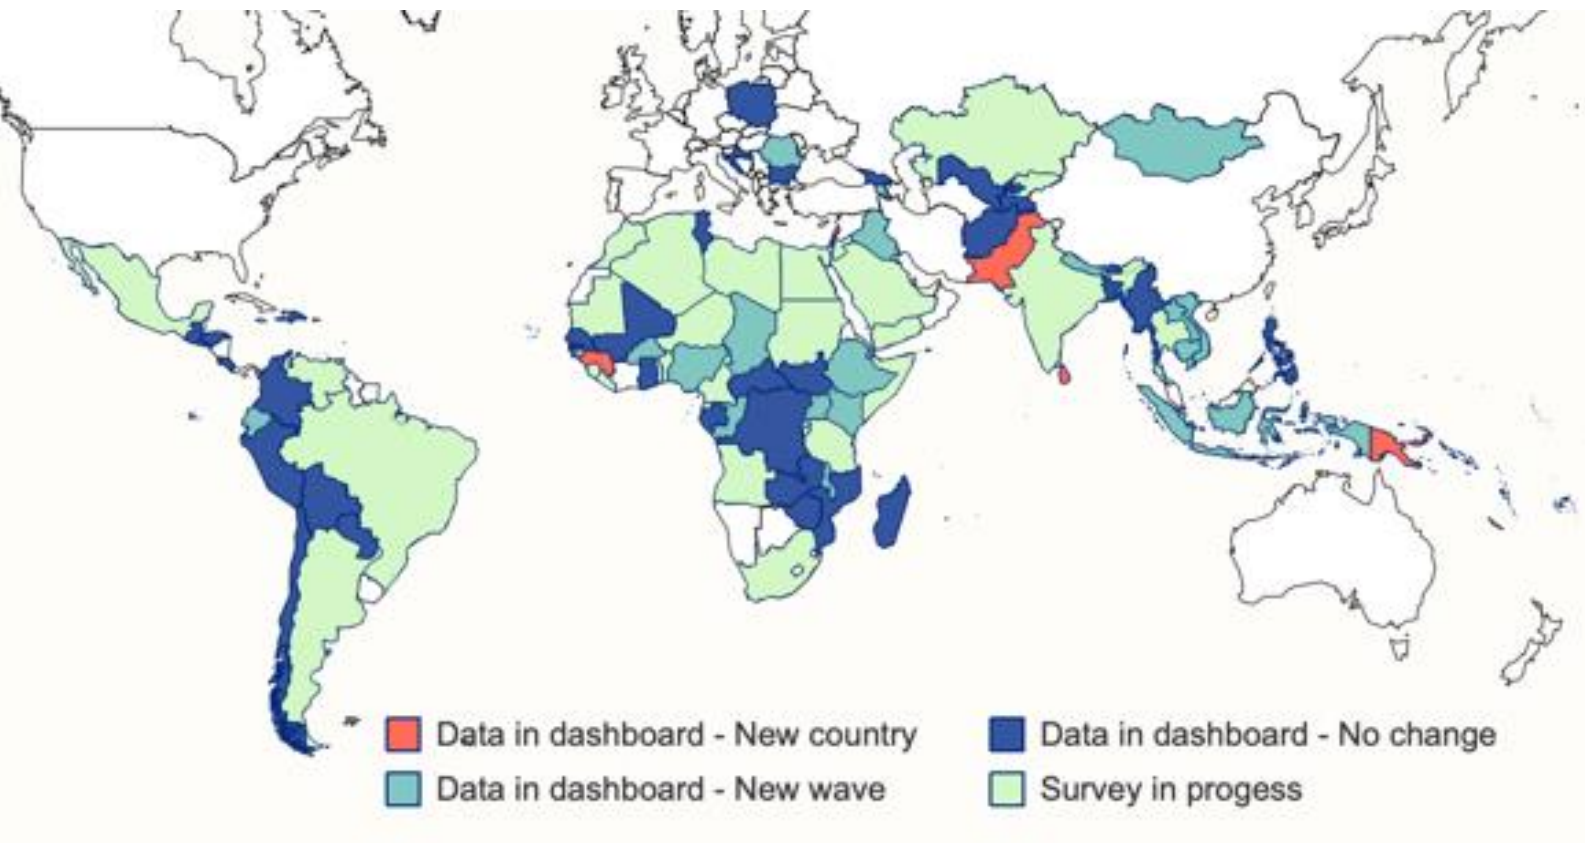 Data in dashboard - New country
Data in dashboard - No change
Data in dashboard - New wave
Survey in progess